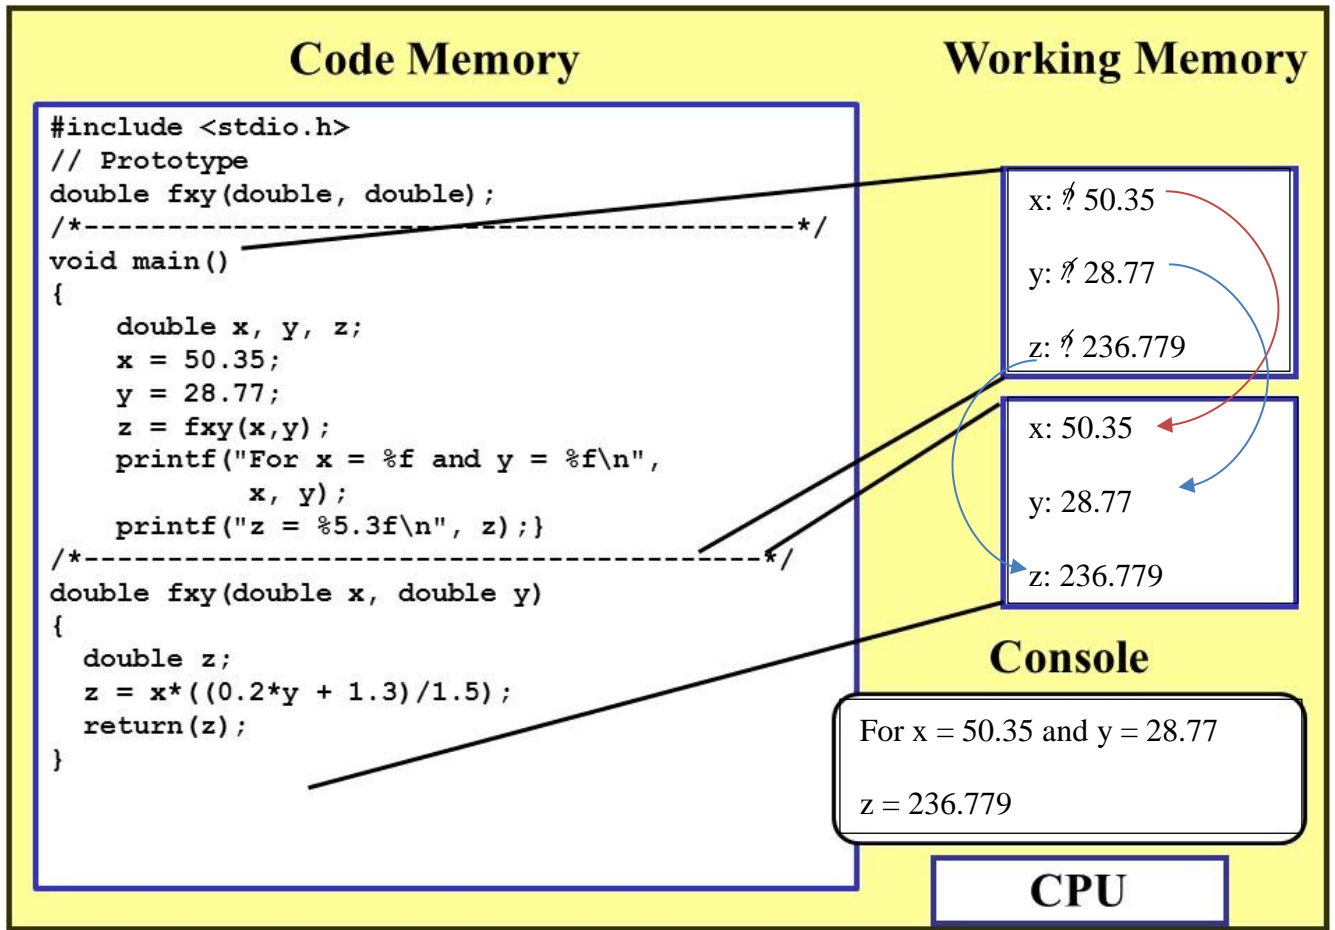 Code Memory
#include <stdio.h>
// Prototype
double fxy(double, double);
/*------------------------------------------*/
void main()
{
    double x, y, z;
    x = 50.35;
    y = 28.77;
    z = fxy(x,y);
    printf("For x = %f and y = %f\n",
            x, y);
    printf("z = %5.3f\n", z);}
/*----------------------------------------*/
double fxy(double x, double y)
{
  double z;
  z = x*((0.2*y + 1.3)/1.5);
  return(z);
}
Working Memory
x: ? 50.35
y: ? 28.77
z: ? 236.779
x: 50.35
y: 28.77
z: 236.779
Console
For x = 50.35 and y = 28.77
z = 236.779
CPU